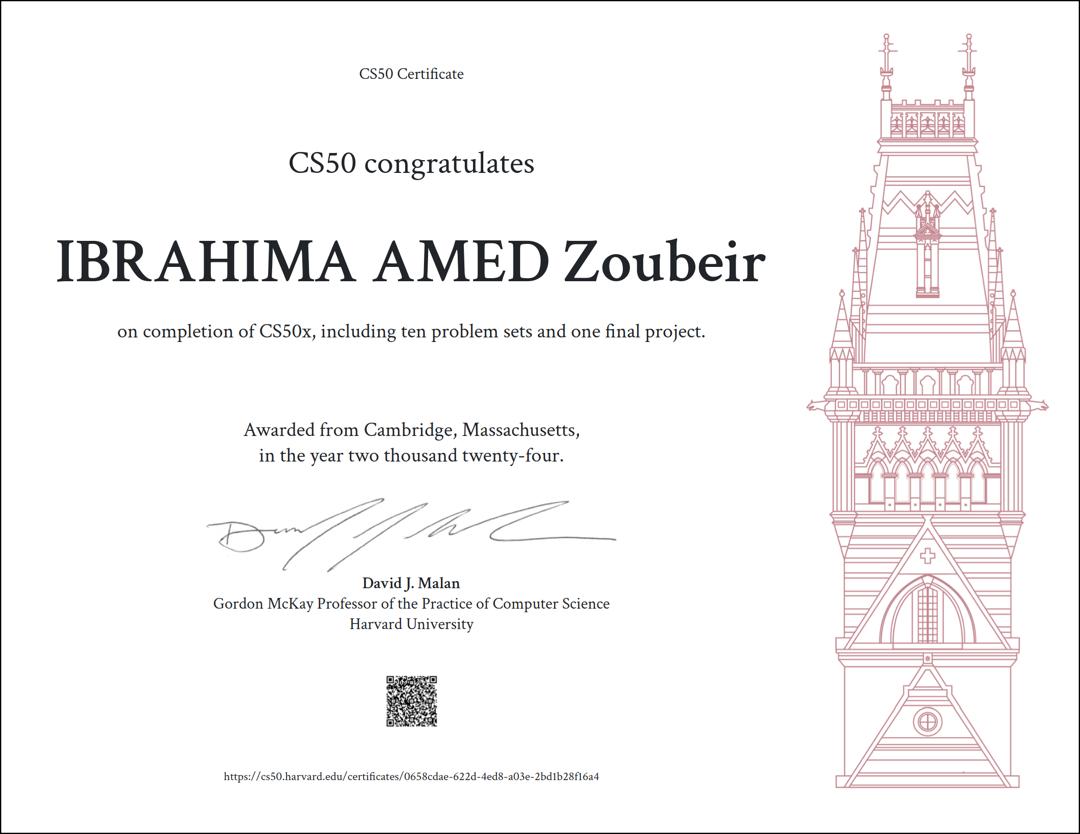 CS50 Certificate
CS50 congratulates
IBRAHIMA AMED Zoubeir
on completion of CS50x, including ten problem sets and one final project.
Awarded from Cambridge, Massachusetts,
in the year two thousand twenty-four.
David J. Malan
Gordon McKay Professor of the Practice of Computer Science
Harvard University
https://cs50.harvard.edu/certificates/0658cdae-622d-4ed8-a03e-2bd1b28f16a4